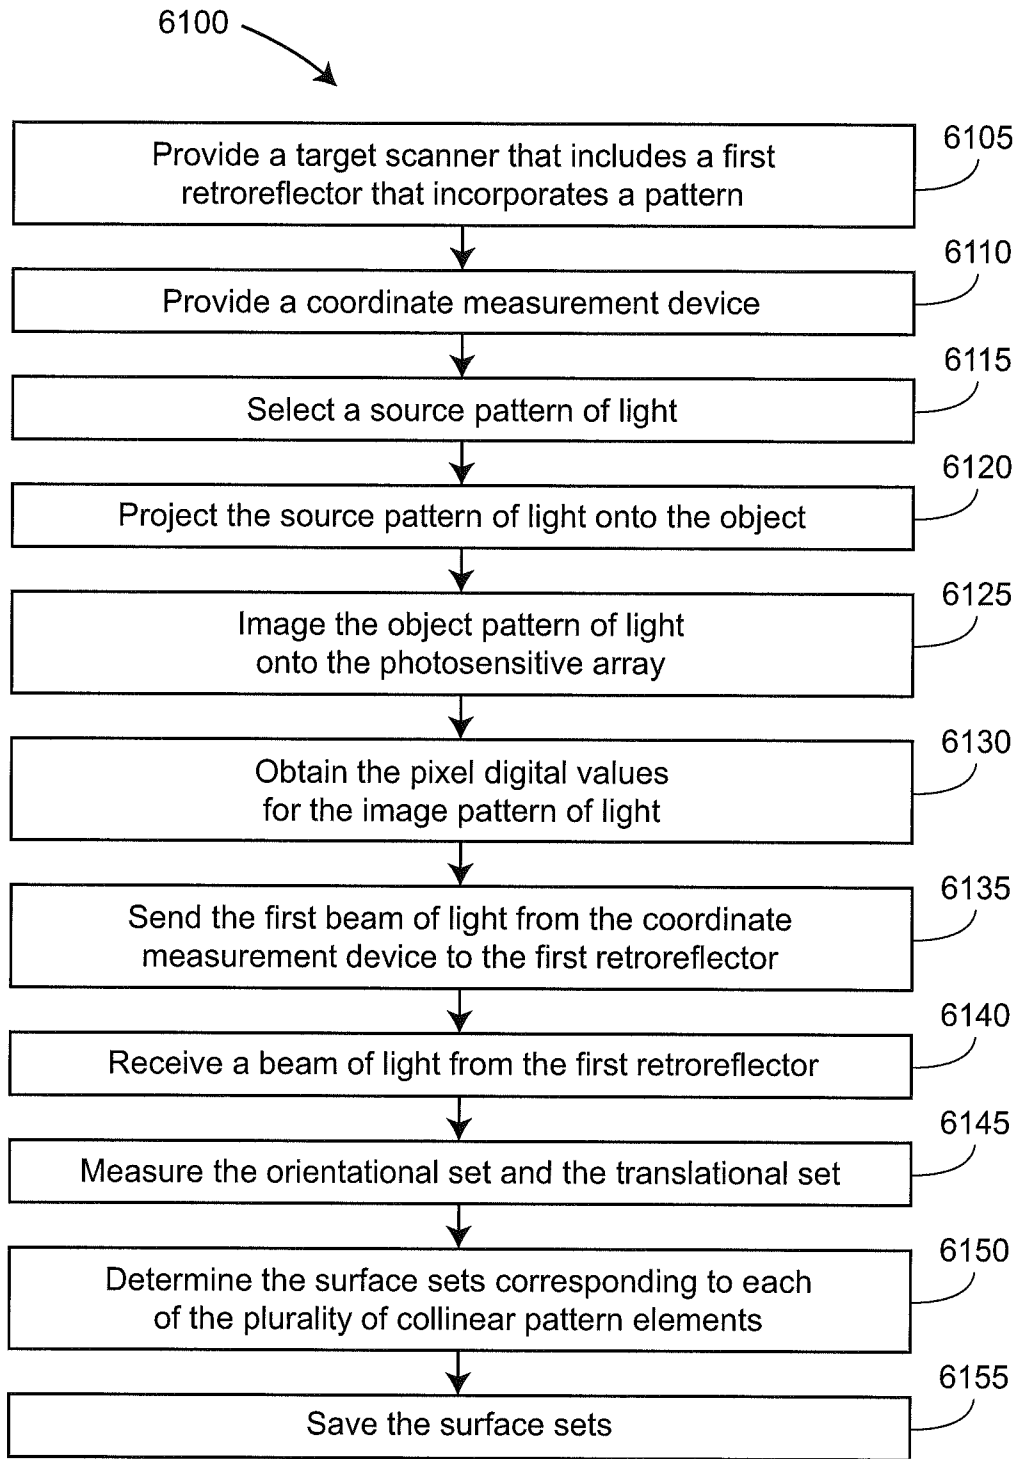 6100
Provide a target scanner that includes a first
retroreflector that incorporates a pattern
6105
Provide a coordinate measurement device
6110
Select a source pattern of light
6115
Project the source pattern of light onto the object
6120
Image the object pattern of light
onto the photosensitive array
6125
Obtain the pixel digital values
for the image pattern of light
6130
Send the first beam of light from the coordinate
measurement device to the first retroreflector
6135
Receive a beam of light from the first retroreflector
6140
Measure the orientational set and the translational set
6145
Determine the surface sets corresponding to each
of the plurality of collinear pattern elements
6150
Save the surface sets
6155